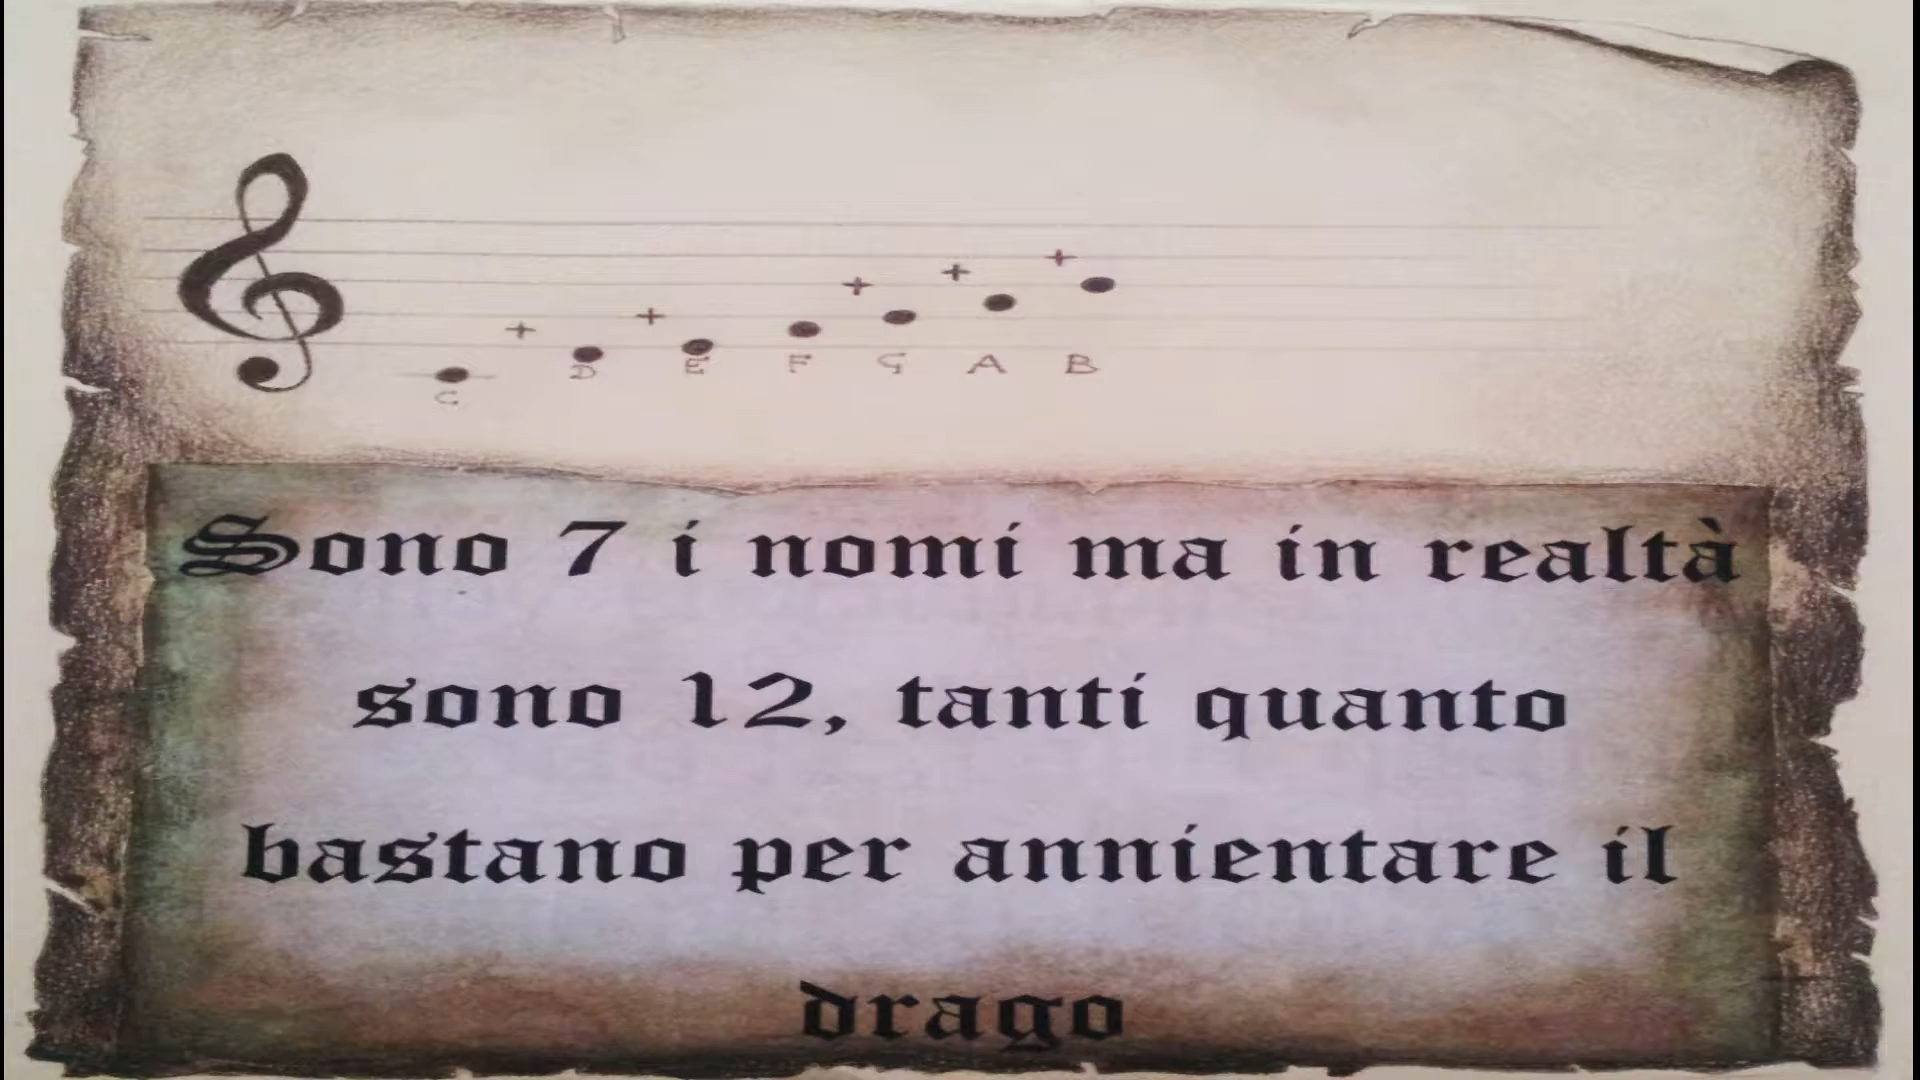 C D E F G A B
Sono 7 i nomi ma in realtà
sono 12, tanti quanto
bastano per annientare il
drago